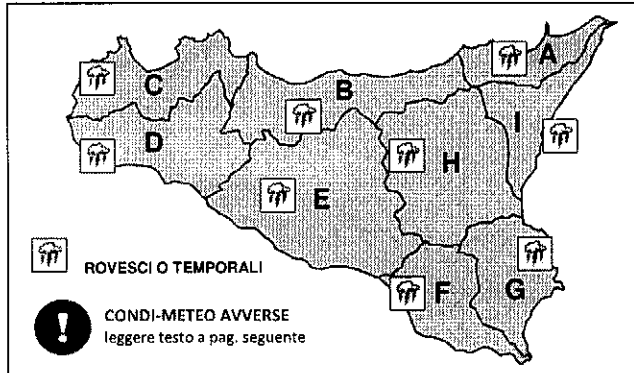 A
C
B
I
D
H
E
F
G
ROVESCI O TEMPORALI
!
CONDI-METEO AVVERSE
leggere testo a pag. seguente